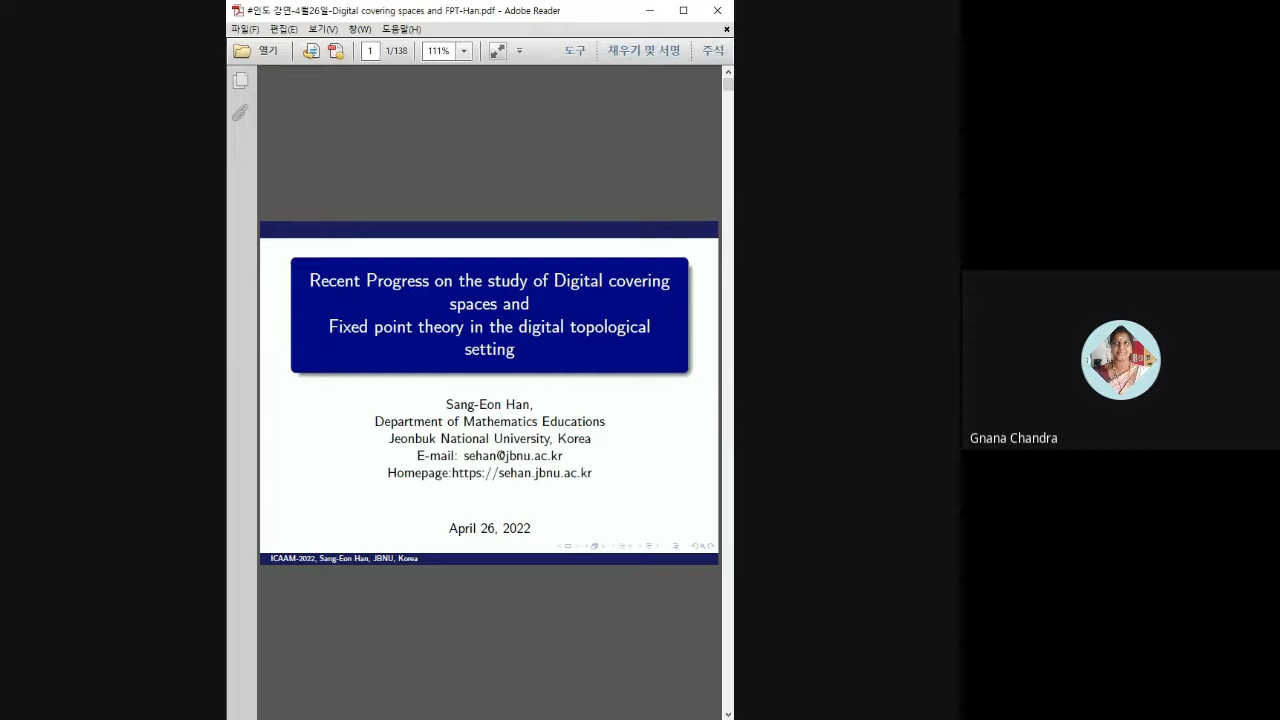 #인도 강연-4월26일-Digital covering spaces and FPT-Han.pdf - Adobe Reader
파일(F) 편집(E) 보기(V) 창(W) 도움말(H)
열기 1 /138 111% 도구 채우기 및 서명 주석
Recent Progress on the study of Digital covering
spaces and
Fixed point theory in the digital topological
setting
Sang-Eon Han,
Department of Mathematics Educations
Jeonbuk National University, Korea
E-mail: sehan@jbnu.ac.kr
Homepage:https://sehan.jbnu.ac.kr
April 26, 2022
ICAAM-2022, Sang-Eon Han, JBNU, Korea
Gnana Chandra